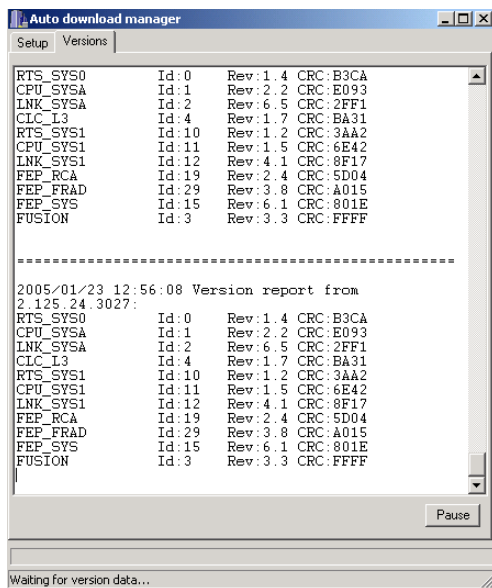 Auto download manager
Setup Versions
RTS_SYS0 Id:0 Rev:1.4 CRC:B3CA
CPU_SYSA Id:1 Rev:2.2 CRC:E093
LNK_SYSA Id:2 Rev:6.5 CRC:2FF1
CLC_L3 Id:4 Rev:1.7 CRC:BA31
RTS_SYS1 Id:10 Rev:1.2 CRC:3AA2
CPU_SYS1 Id:11 Rev:1.5 CRC:6E42
LNK_SYS1 Id:12 Rev:4.1 CRC:8F17
FEP_RCA Id:19 Rev:2.4 CRC:5D04
FEP_FRAD Id:29 Rev:3.8 CRC:A015
FEP_SYS Id:15 Rev:6.1 CRC:801E
FUSION Id:3 Rev:3.3 CRC:FFFF
==================================================
2005/01/23 12:56:08 Version report from
2.125.24.3027:
RTS_SYS0 Id:0 Rev:1.4 CRC:B3CA
CPU_SYSA Id:1 Rev:2.2 CRC:E093
LNK_SYSA Id:2 Rev:6.5 CRC:2FF1
CLC_L3 Id:4 Rev:1.7 CRC:BA31
RTS_SYS1 Id:10 Rev:1.2 CRC:3AA2
CPU_SYS1 Id:11 Rev:1.5 CRC:6E42
LNK_SYS1 Id:12 Rev:4.1 CRC:8F17
FEP_RCA Id:19 Rev:2.4 CRC:5D04
FEP_FRAD Id:29 Rev:3.8 CRC:A015
FEP_SYS Id:15 Rev:6.1 CRC:801E
FUSION Id:3 Rev:3.3 CRC:FFFF
Pause
Waiting for version data...